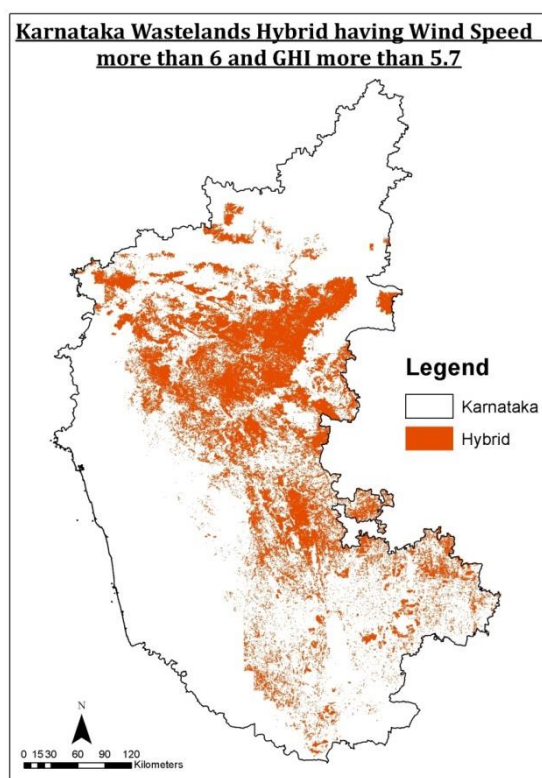 Karnataka Wastelands Hybrid having Wind Speed
more than 6 and GHI more than 5.7
Legend
Karnataka
Hybrid
N
0 15 30 60 90 120
Kilometers